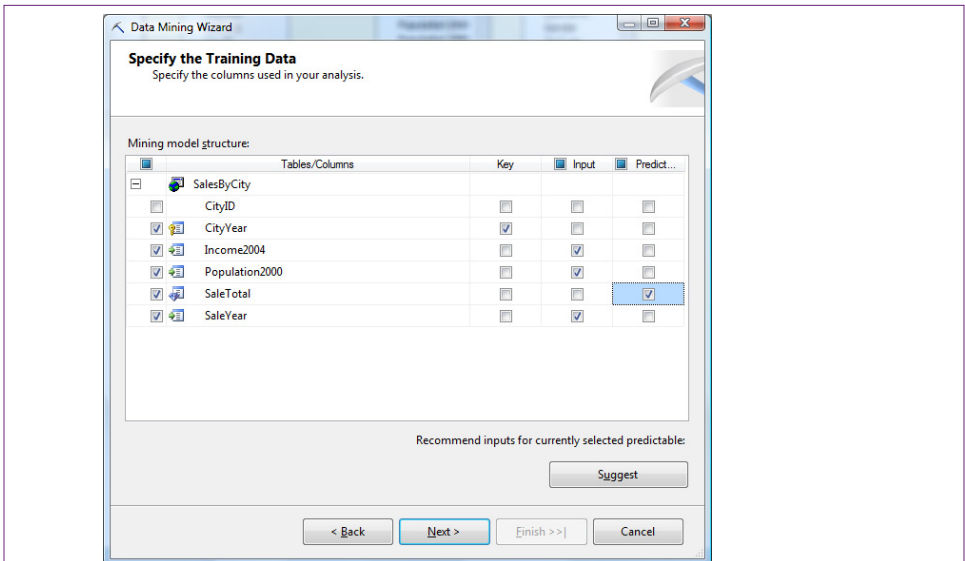 Data Mining Wizard
Specify the Training Data
Specify the columns used in your analysis.
Mining model structure:
Tables/Columns Key Input Predict...
SalesByCity
CityID
CityYear
Income2004
Population2000
SaleTotal
SaleYear
Recommend inputs for currently selected predictable:
Suggest
< Back Next > Finish >>| Cancel